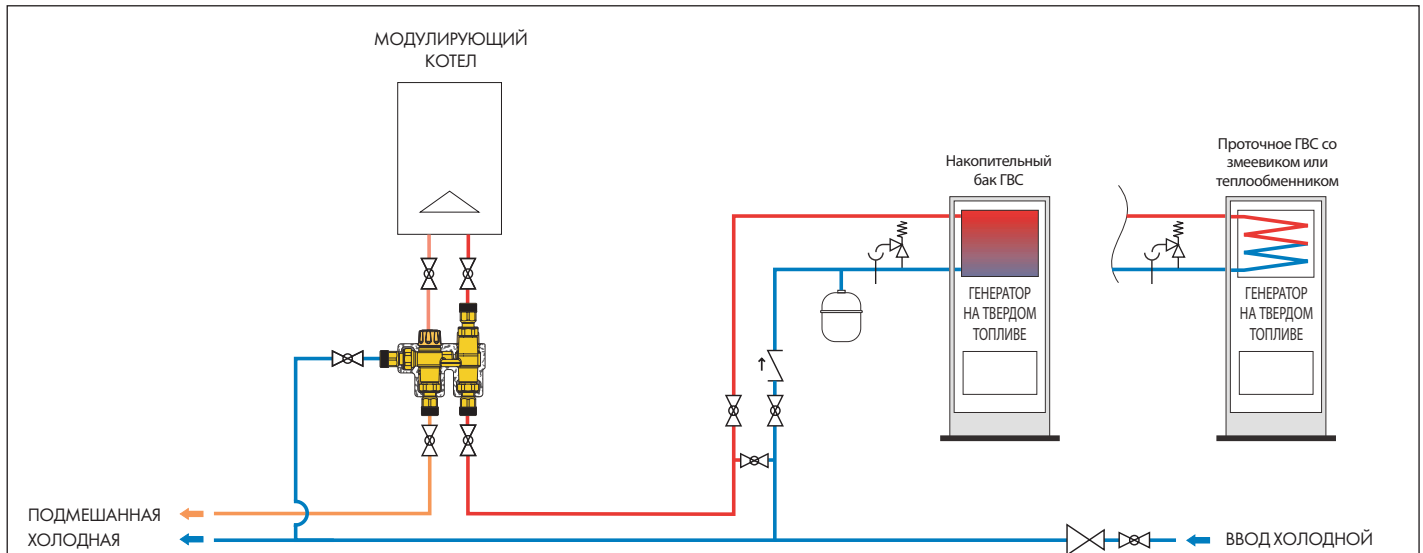 МОДУЛИРУЮЩИЙ
КОТЕЛ
Накопительный
бак ГВС
Проточное ГВС со
змеевиком или
теплообменником
ГЕНЕРАТОР
НА ТВЕРДОМ
ТОПЛИВЕ
ГЕНЕРАТОР
НА ТВЕРДОМ
ТОПЛИВЕ
ПОДМЕШАННАЯ
ХОЛОДНАЯ
ВВОД ХОЛОДНОЙ